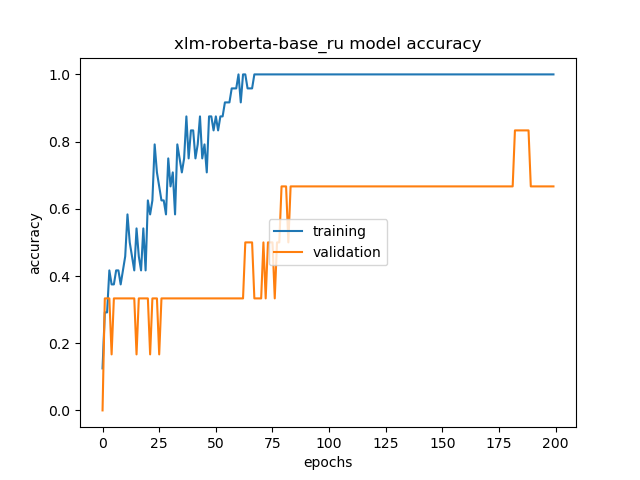 xlm-roberta-base_ru model accuracy
1.0
0.8
0.6
0.4
0.2
0.0
accuracy
training
validation
0 25 50 75 100 125 150 175 200
epochs